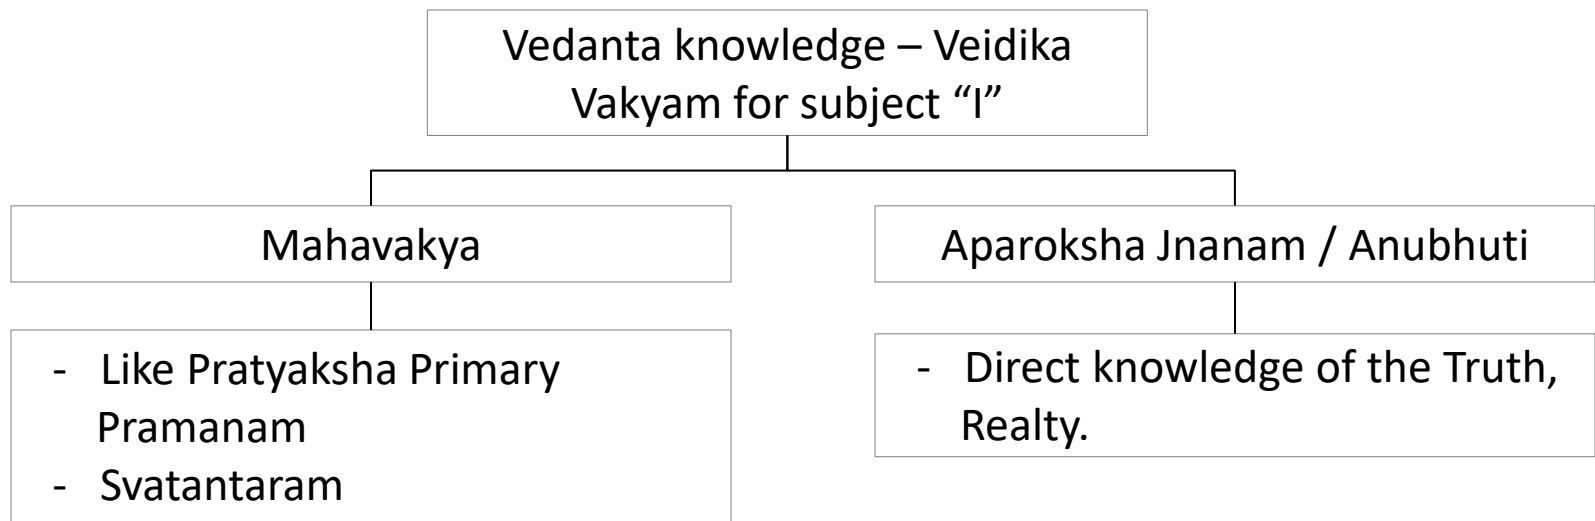 Vedanta knowledge – Veidika
Vakyam for subject “I”
Mahavakya
Aparoksha Jnanam / Anubhuti
- Like Pratyaksha Primary
Pramanam
- Svatantaram
- Direct knowledge of the Truth,
Realty.